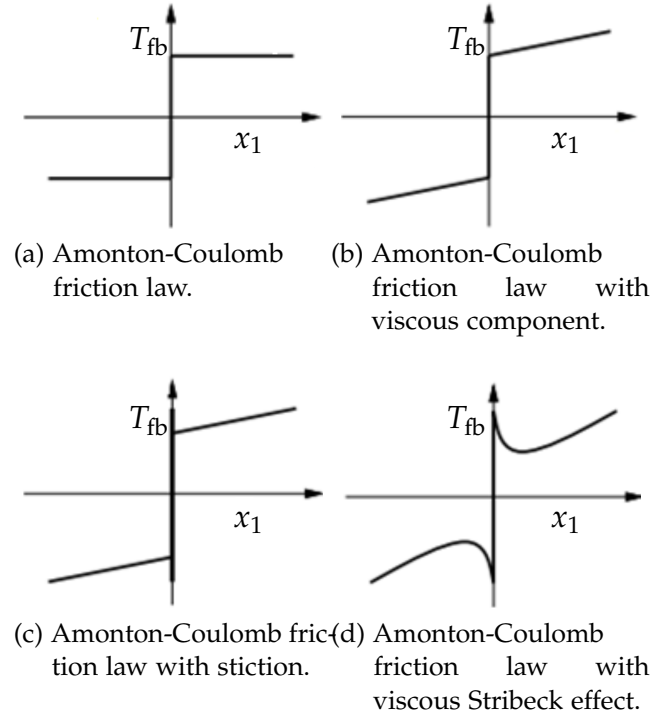 T_fb
x_1
T_fb
x_1
(a) Amonton-Coulomb
friction law.
(b) Amonton-Coulomb
friction law with
viscous component.
T_fb
x_1
T_fb
x_1
(c) Amonton-Coulomb fric-
tion law with stiction.
(d) Amonton-Coulomb
friction law with
viscous Stribeck effect.